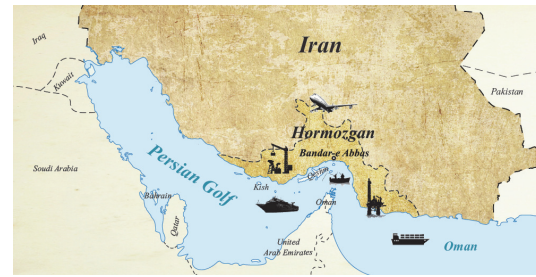 Iraq
Iran
Kuwait
Pakistan
Hormozgan
Bandar-e Abbas
Saudi Arabia
Persian Golf
Qeshm
Kish
Bahrain
Oman
Qatar
United
Arab Emirates
Oman